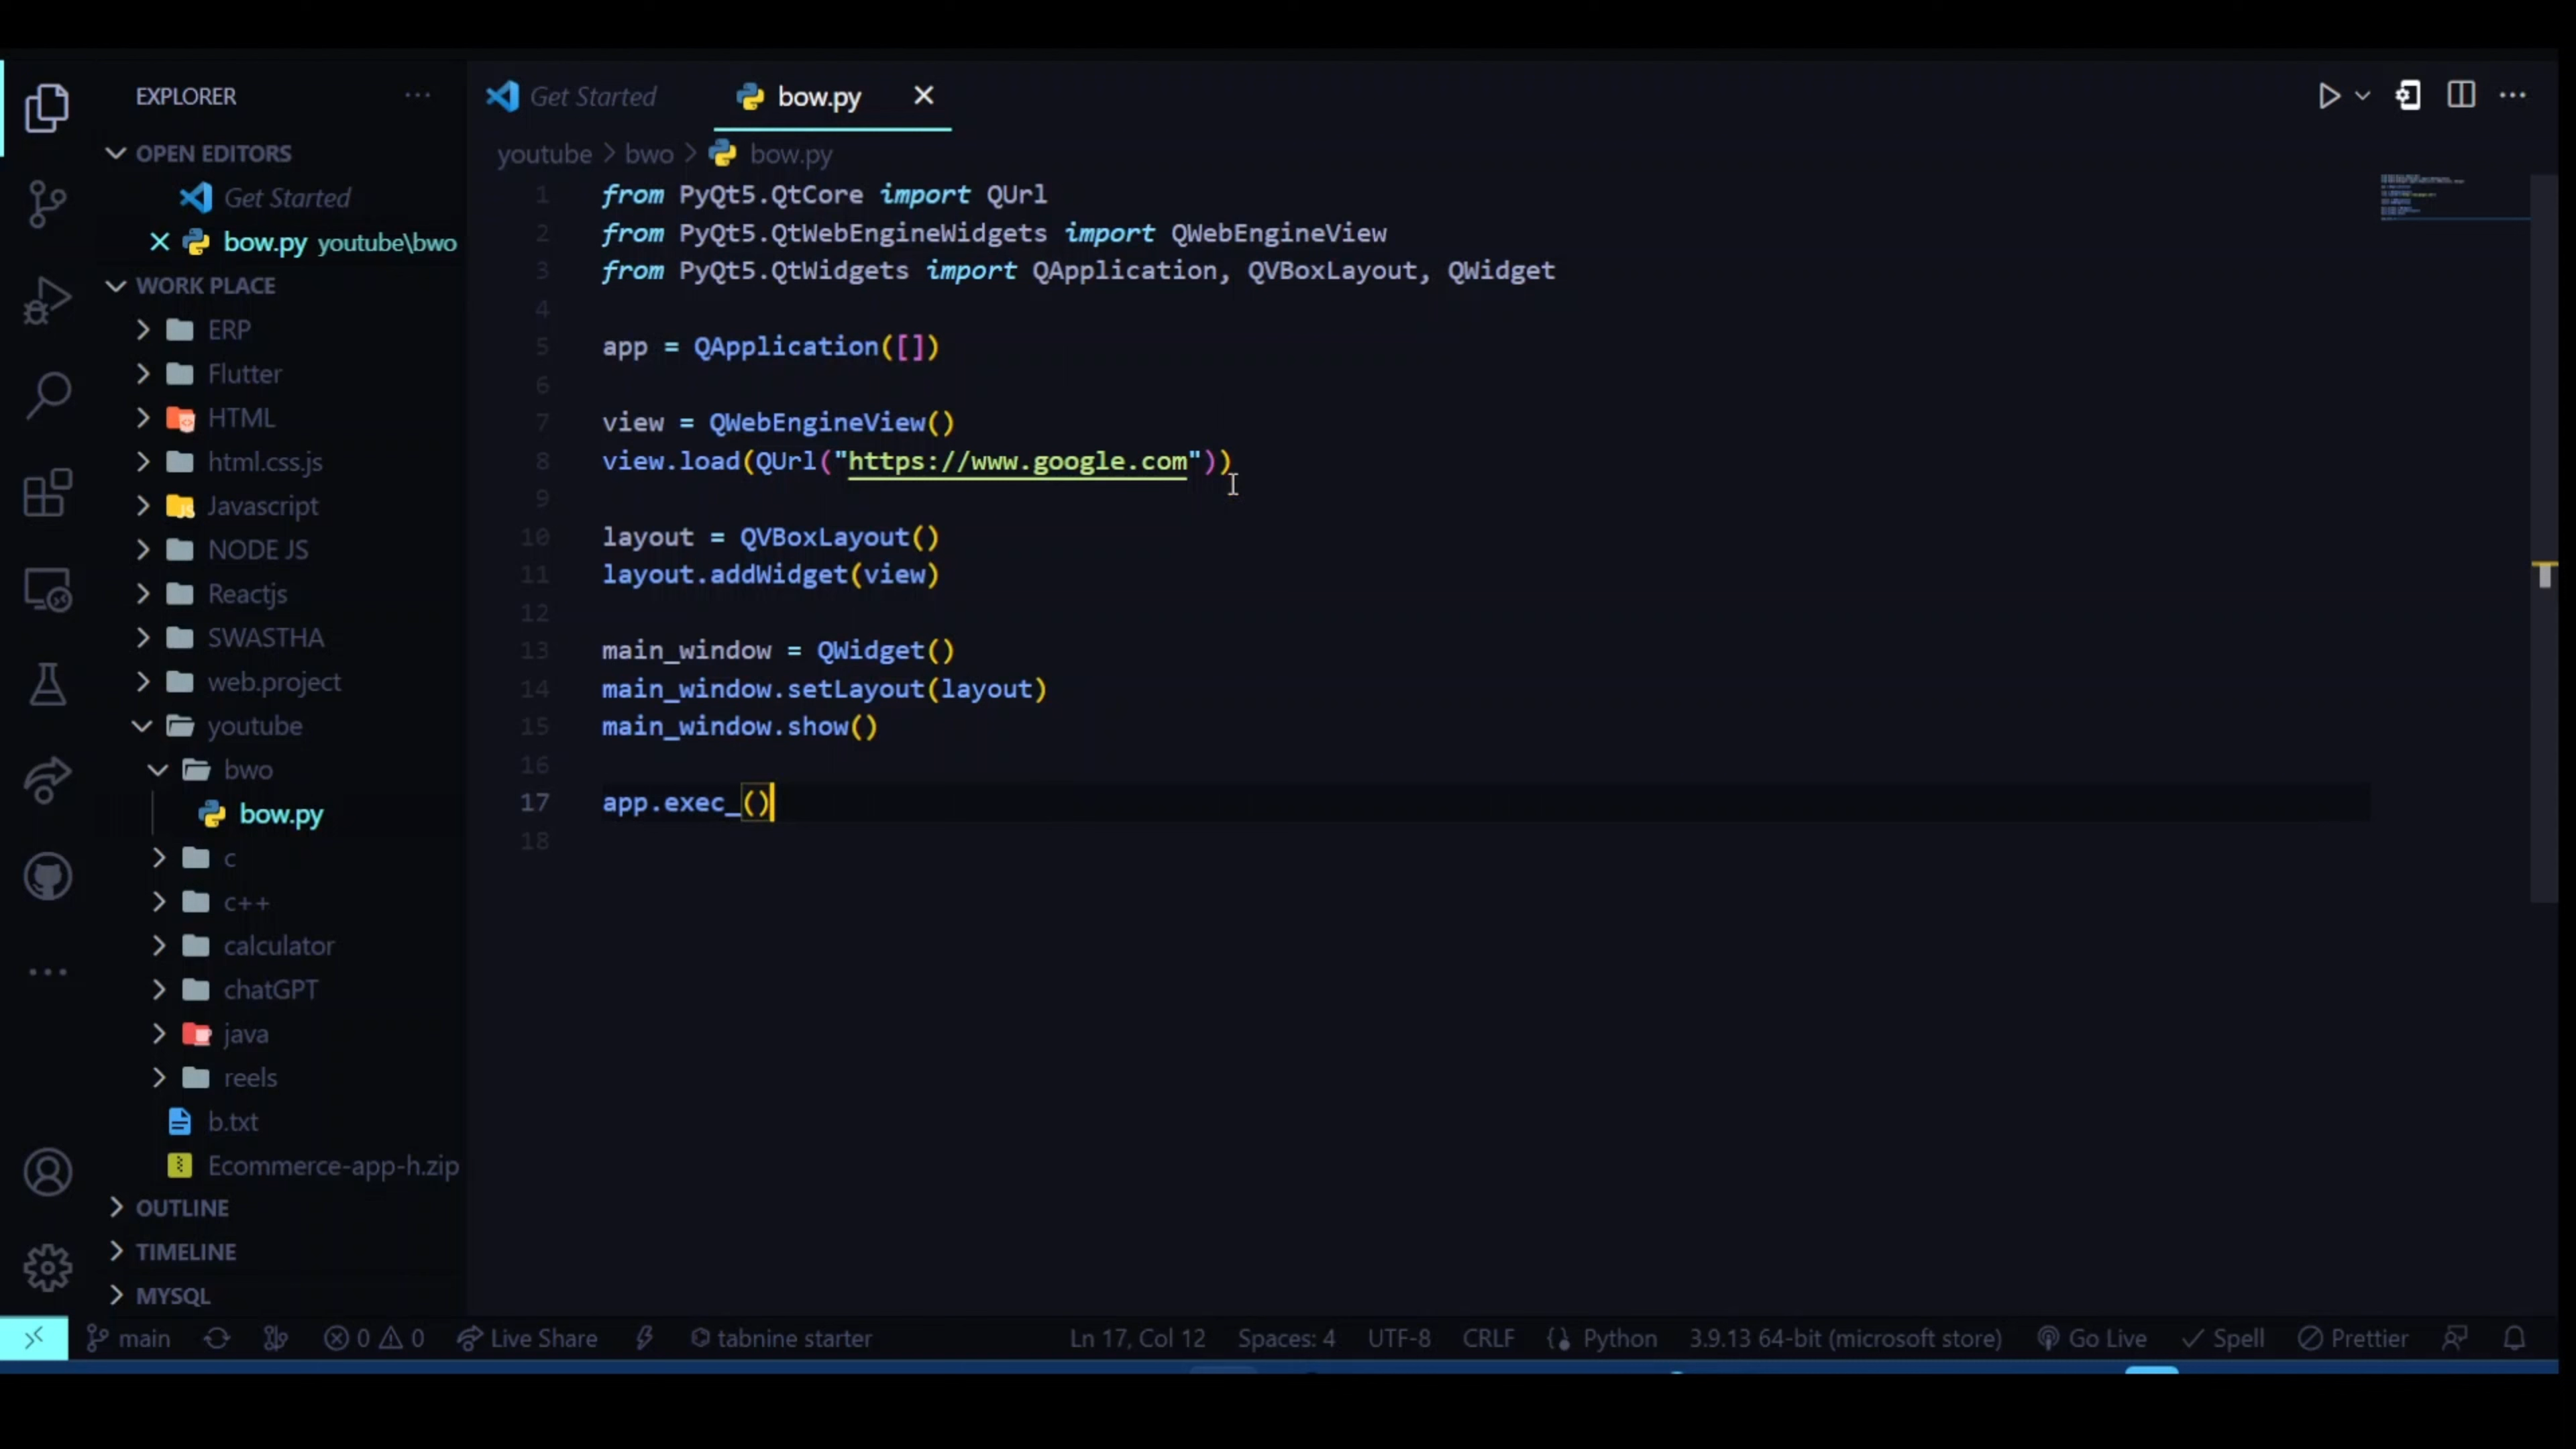 EXPLORER
Get Started
bow.py
OPEN EDITORS
Get Started
bow.py youtube\bwo
WORK PLACE
ERP
Flutter
HTML
html.css.js
Javascript
NODE JS
Reactjs
SWASTHA
web.project
youtube
bwo
bow.py
c
c++
calculator
chatGPT
java
reels
b.txt
Ecommerce-app-h.zip
OUTLINE
TIMELINE
MYSQL
youtube > bwo > bow.py
1 from PyQt5.QtCore import QUrl
2 from PyQt5.QtWebEngineWidgets import QWebEngineView
3 from PyQt5.QtWidgets import QApplication, QVBoxLayout, QWidget
4
5 app = QApplication([])
6
7 view = QWebEngineView()
8 view.load(QUrl("https://www.google.com"))
9
10 layout = QVBoxLayout()
11 layout.addWidget(view)
12
13 main_window = QWidget()
14 main_window.setLayout(layout)
15 main_window.show()
16
17 app.exec_()
18
main 0 0 Live Share tabnine starter Ln 17, Col 12 Spaces: 4 UTF-8 CRLF Python 3.9.13 64-bit (microsoft store) Go Live Spell Prettier